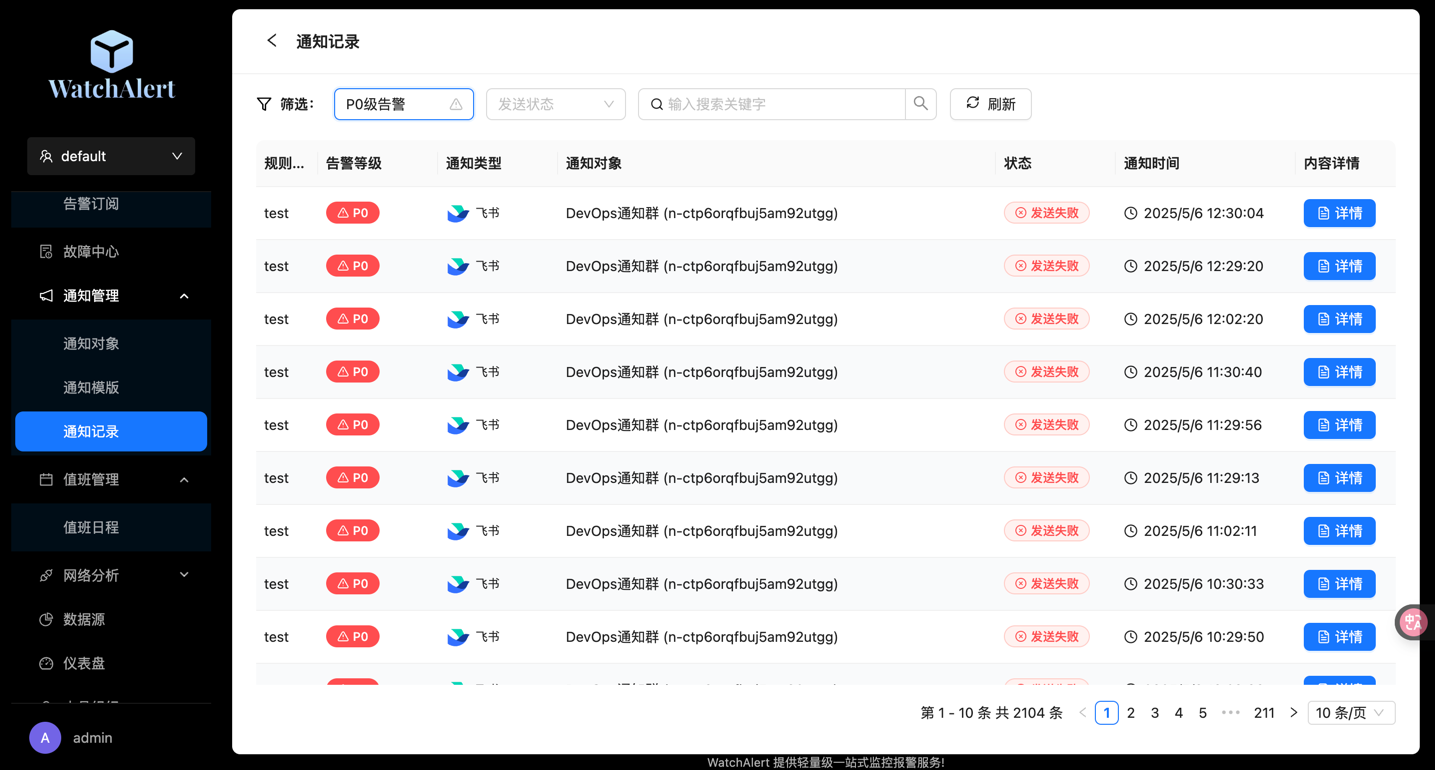 WatchAlert
default
告警订阅
故障中心
通知管理
通知对象
通知模版
通知记录
值班管理
值班日程
网络分析
数据源
仪表盘
A admin
通知记录
筛选: P0级告警 发送状态 输入搜索关键字 刷新
规则... 告警等级 通知类型 通知对象 状态 通知时间 内容详情
test P0 飞书 DevOps通知群 (n-ctp6orqfbuj5am92utgg) 发送失败 2025/5/6 12:30:04 详情
test P0 飞书 DevOps通知群 (n-ctp6orqfbuj5am92utgg) 发送失败 2025/5/6 12:29:20 详情
test P0 飞书 DevOps通知群 (n-ctp6orqfbuj5am92utgg) 发送失败 2025/5/6 12:02:20 详情
test P0 飞书 DevOps通知群 (n-ctp6orqfbuj5am92utgg) 发送失败 2025/5/6 11:30:40 详情
test P0 飞书 DevOps通知群 (n-ctp6orqfbuj5am92utgg) 发送失败 2025/5/6 11:29:56 详情
test P0 飞书 DevOps通知群 (n-ctp6orqfbuj5am92utgg) 发送失败 2025/5/6 11:29:13 详情
test P0 飞书 DevOps通知群 (n-ctp6orqfbuj5am92utgg) 发送失败 2025/5/6 11:02:11 详情
test P0 飞书 DevOps通知群 (n-ctp6orqfbuj5am92utgg) 发送失败 2025/5/6 10:30:33 详情
test P0 飞书 DevOps通知群 (n-ctp6orqfbuj5am92utgg) 发送失败 2025/5/6 10:29:50 详情
第 1 - 10 条 共 2104 条 1 2 3 4 5 ••• 211 10 条/页
WatchAlert 提供轻量级一站式监控报警服务!